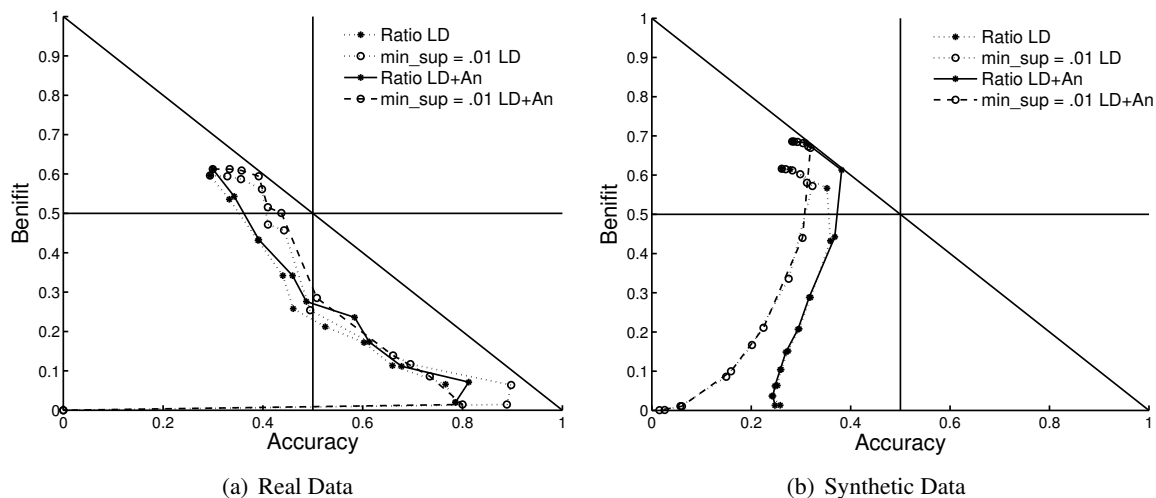 1
0.9
0.8
0.7
0.6
0.5
0.4
0.3
0.2
0.1
0
Benifit
0 0.2 0.4 0.6 0.8 1
Accuracy
Ratio LD
min_sup = .01 LD
Ratio LD+An
min_sup = .01 LD+An
(a) Real Data
1
0.9
0.8
0.7
0.6
0.5
0.4
0.3
0.2
0.1
0
Benifit
0 0.2 0.4 0.6 0.8 1
Accuracy
Ratio LD
min_sup = .01 LD
Ratio LD+An
min_sup = .01 LD+An
(b) Synthetic Data